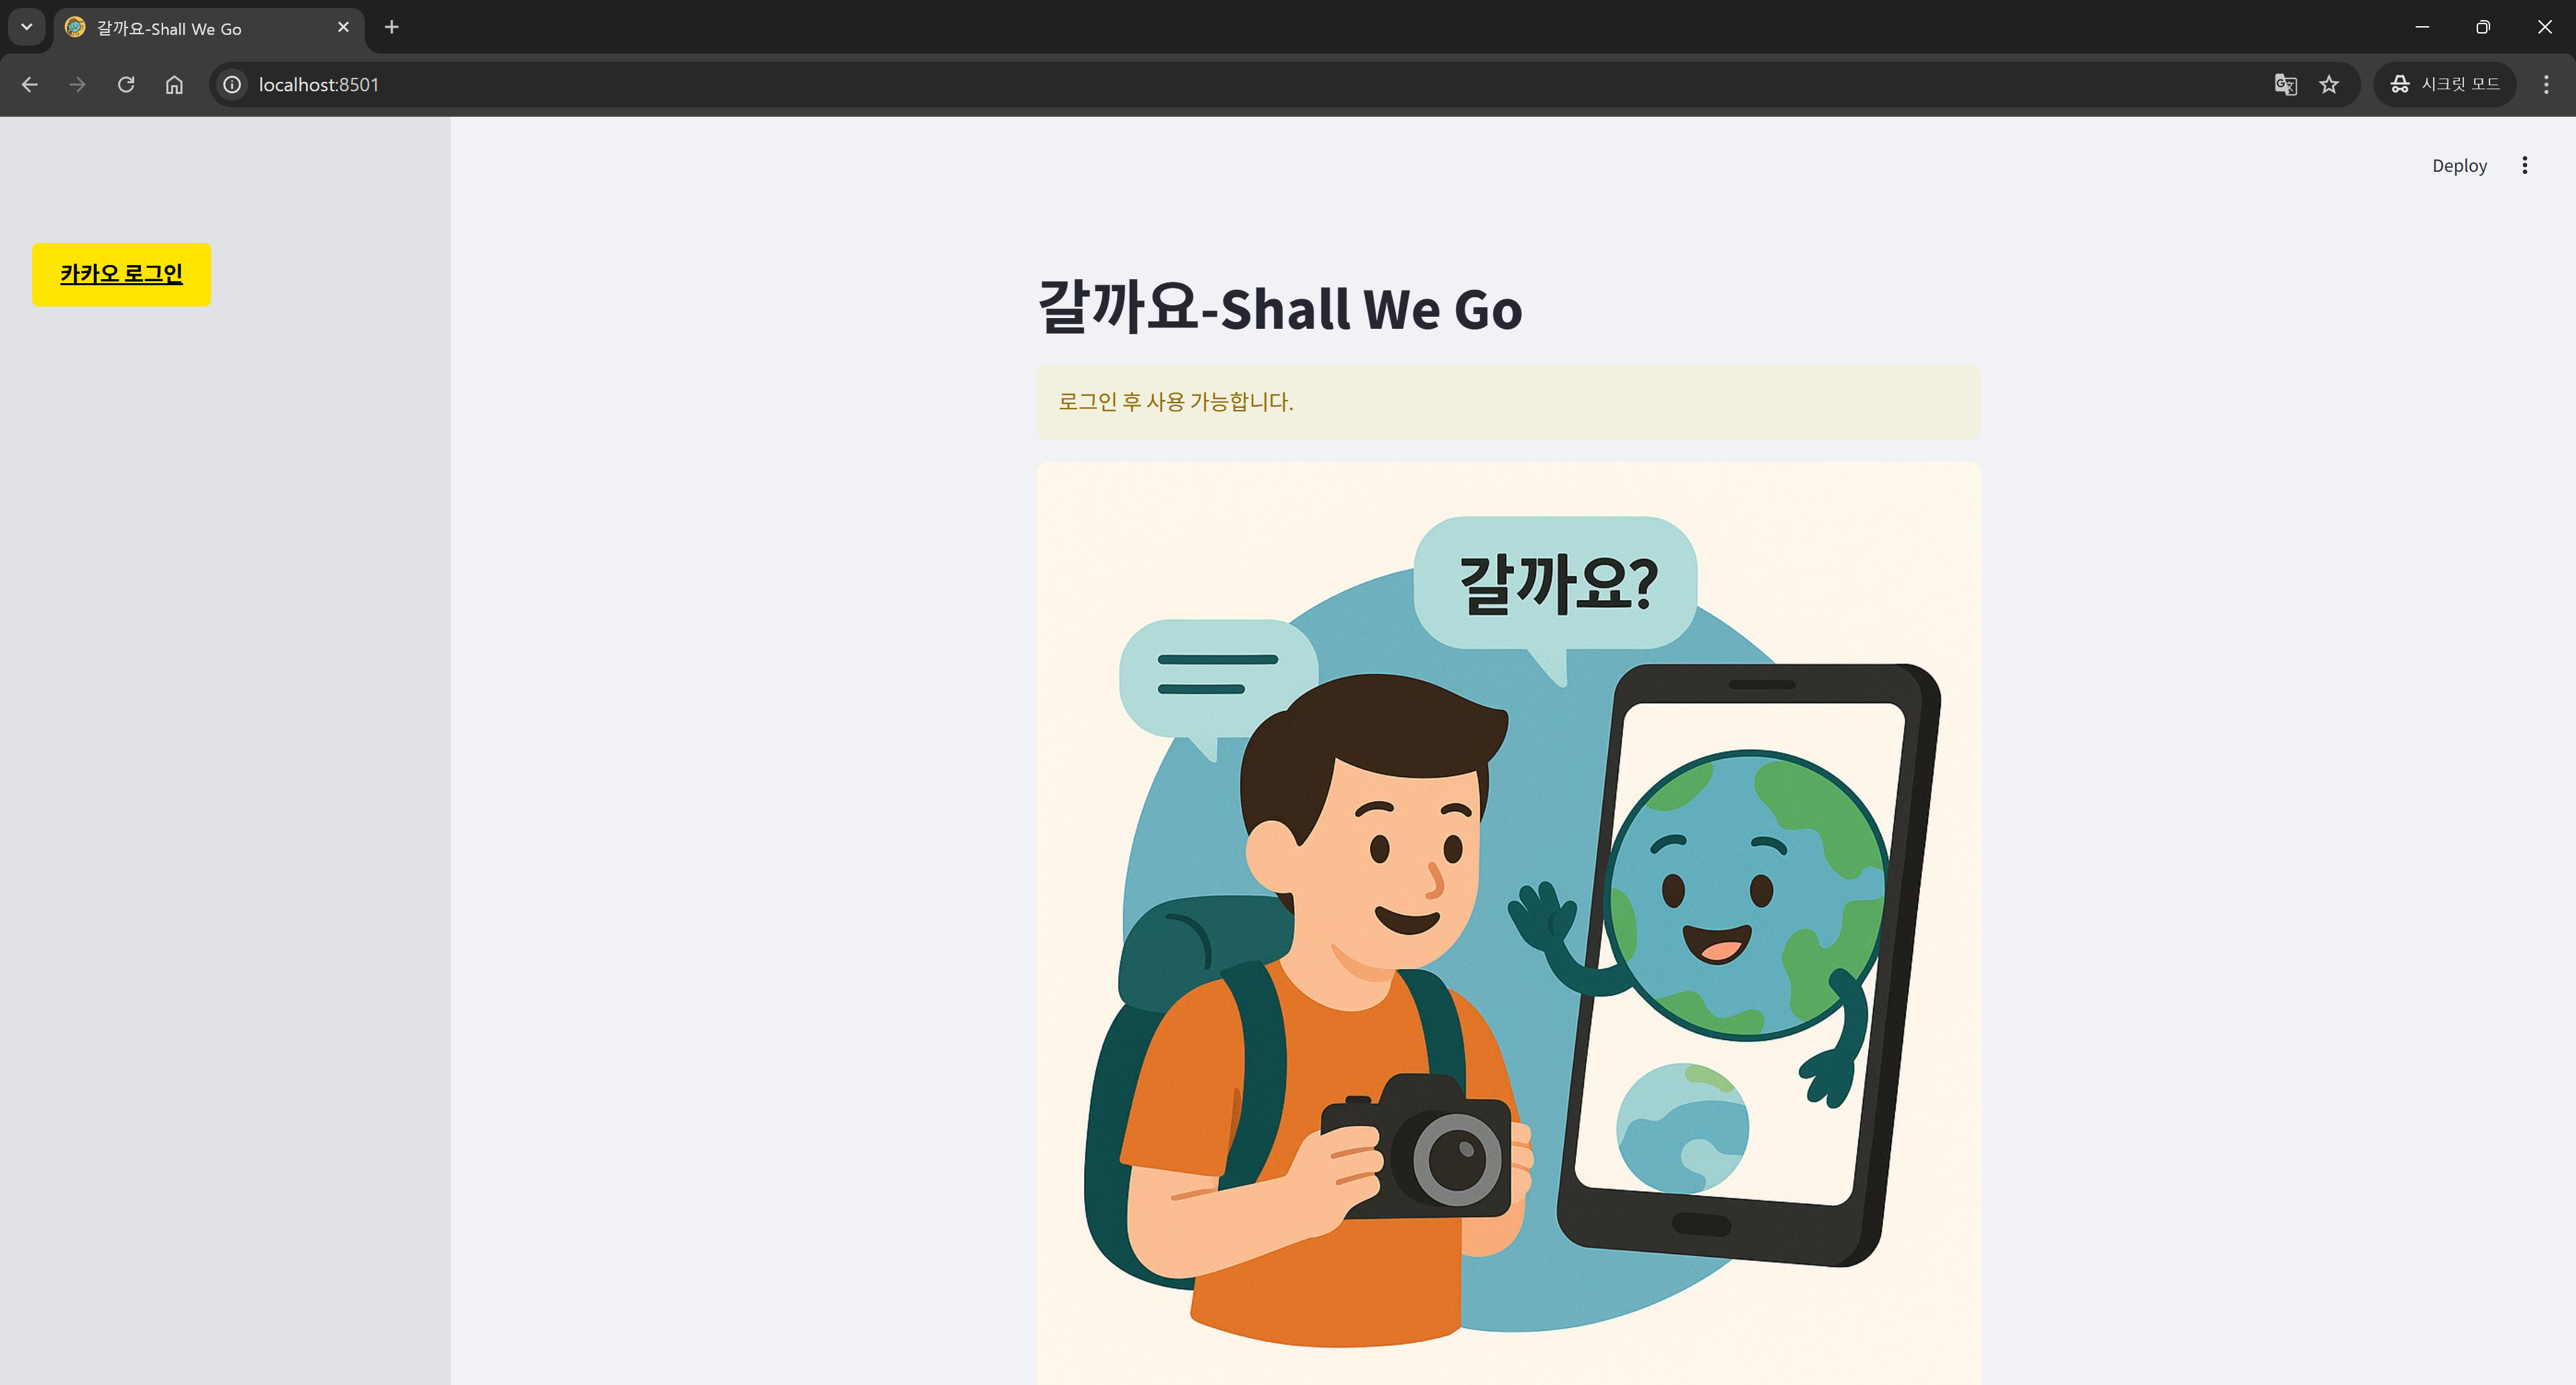 갈까요-Shall We Go
localhost:8501
시크릿 모드
Deploy
카카오 로그인
갈까요-Shall We Go
로그인 후 사용 가능합니다.
갈까요?